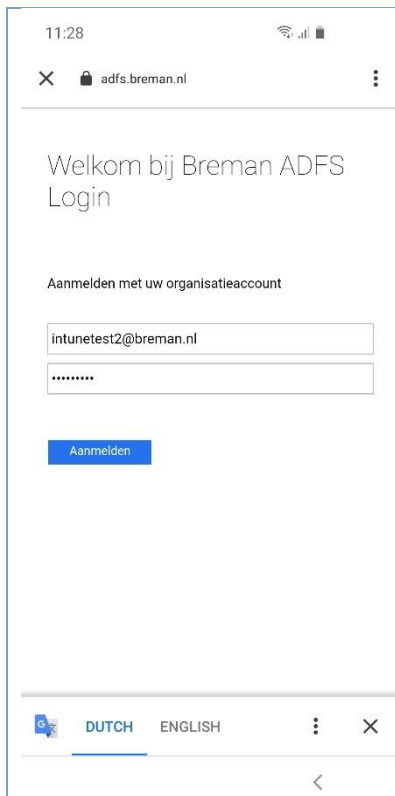 11:28
adfs.breman.nl
Welkom bij Breman ADFS
Login
Aanmelden met uw organisatieaccount
intunetest2@breman.nl
•••••••••
Aanmelden
DUTCH ENGLISH